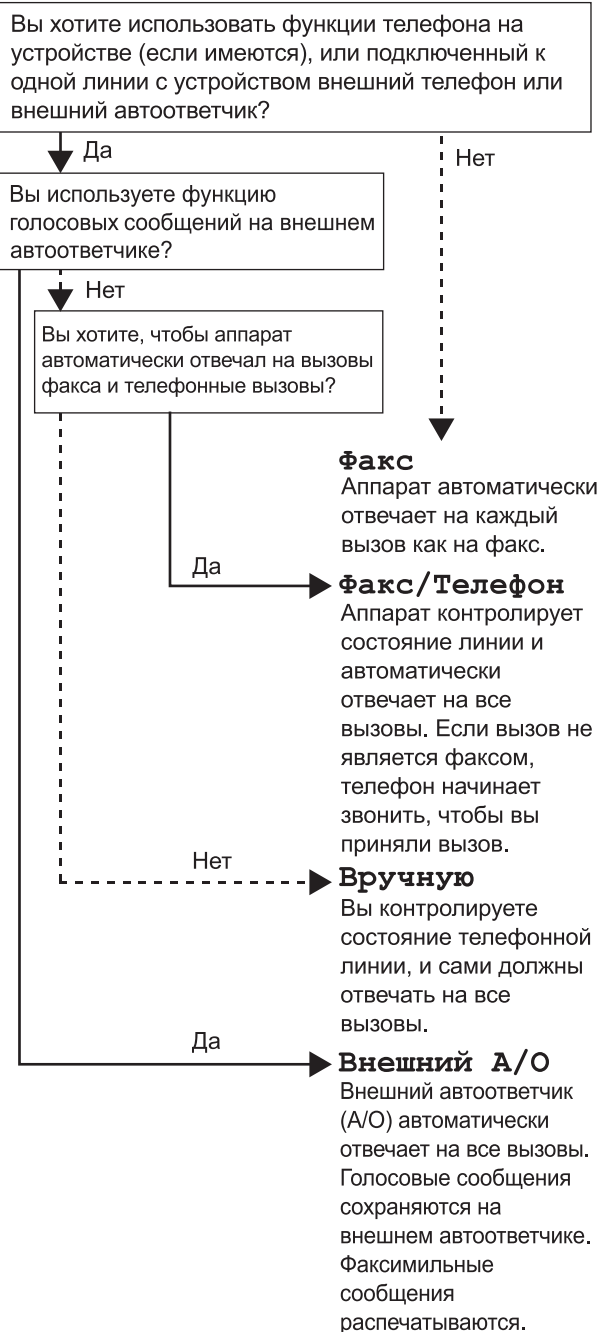 Вы хотите использовать функции телефона на
устройстве (если имеются), или подключенный к
одной линии с устройством внешний телефон или
внешний автоответчик?
Да
Нет
Вы используете функцию
голосовых сообщений на внешнем
автоответчике?
Нет
Вы хотите, чтобы аппарат
автоматически отвечал на вызовы
факса и телефонные вызовы?
Факс
Аппарат автоматически
отвечает на каждый
вызов как на факс.
Да
Факс/Телефон
Аппарат контролирует
состояние линии и
автоматически
отвечает на все
вызовы. Если вызов не
является факсом,
телефон начинает
звонить, чтобы вы
приняли вызов.
Нет
Вручную
Вы контролируете
состояние телефонной
линии, и сами должны
отвечать на все
вызовы.
Да
Внешний А/О
Внешний автоответчик
(А/О) автоматически
отвечает на все вызовы.
Голосовые сообщения
сохраняются на
внешнем автоответчике.
Факсимильные
сообщения
распечатываются.